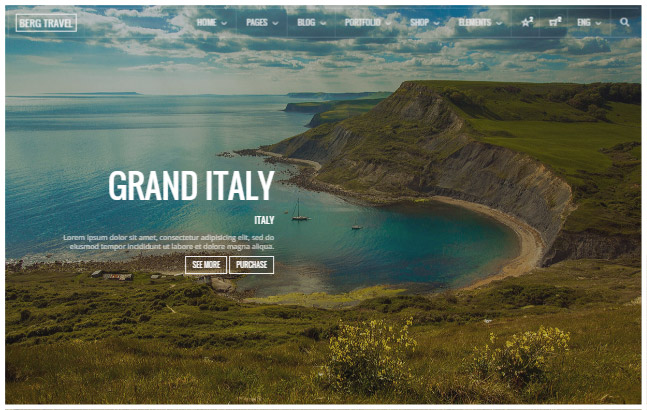 BERG TRAVEL
HOME
PAGES
BLOG
PORTFOLIO
SHOP
ELEMENTS
ENG
GRAND ITALY
ITALY
Lorem ipsum dolor sit amet, consectetur adipisicing elit, sed do
eiusmod tempor incididunt ut labore et dolore magna aliqua.
SEE MORE
PURCHASE